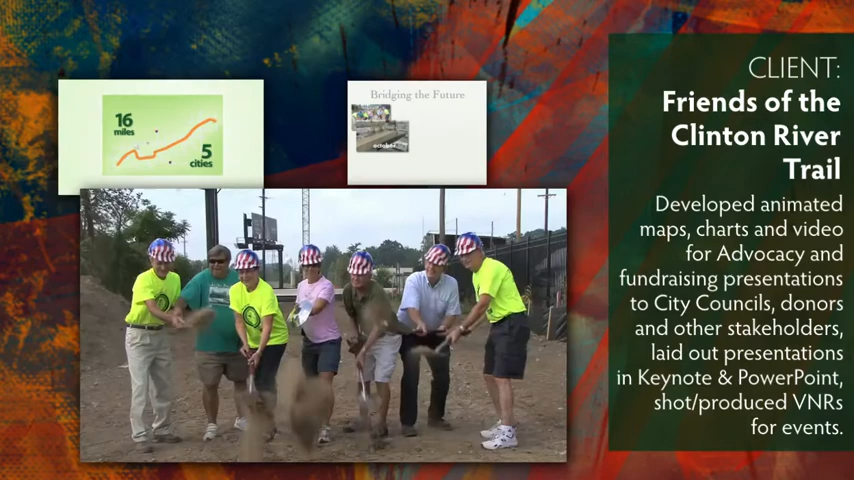 16
miles
5
cities
Bridging the Future
CLIENT:
Friends of the
Clinton River
Trail
Developed animated
maps, charts and video
for Advocacy and
fundraising presentations
to City Councils, donors
and other stakeholders,
laid out presentations
in Keynote & PowerPoint,
shot/produced VNRs
for events.